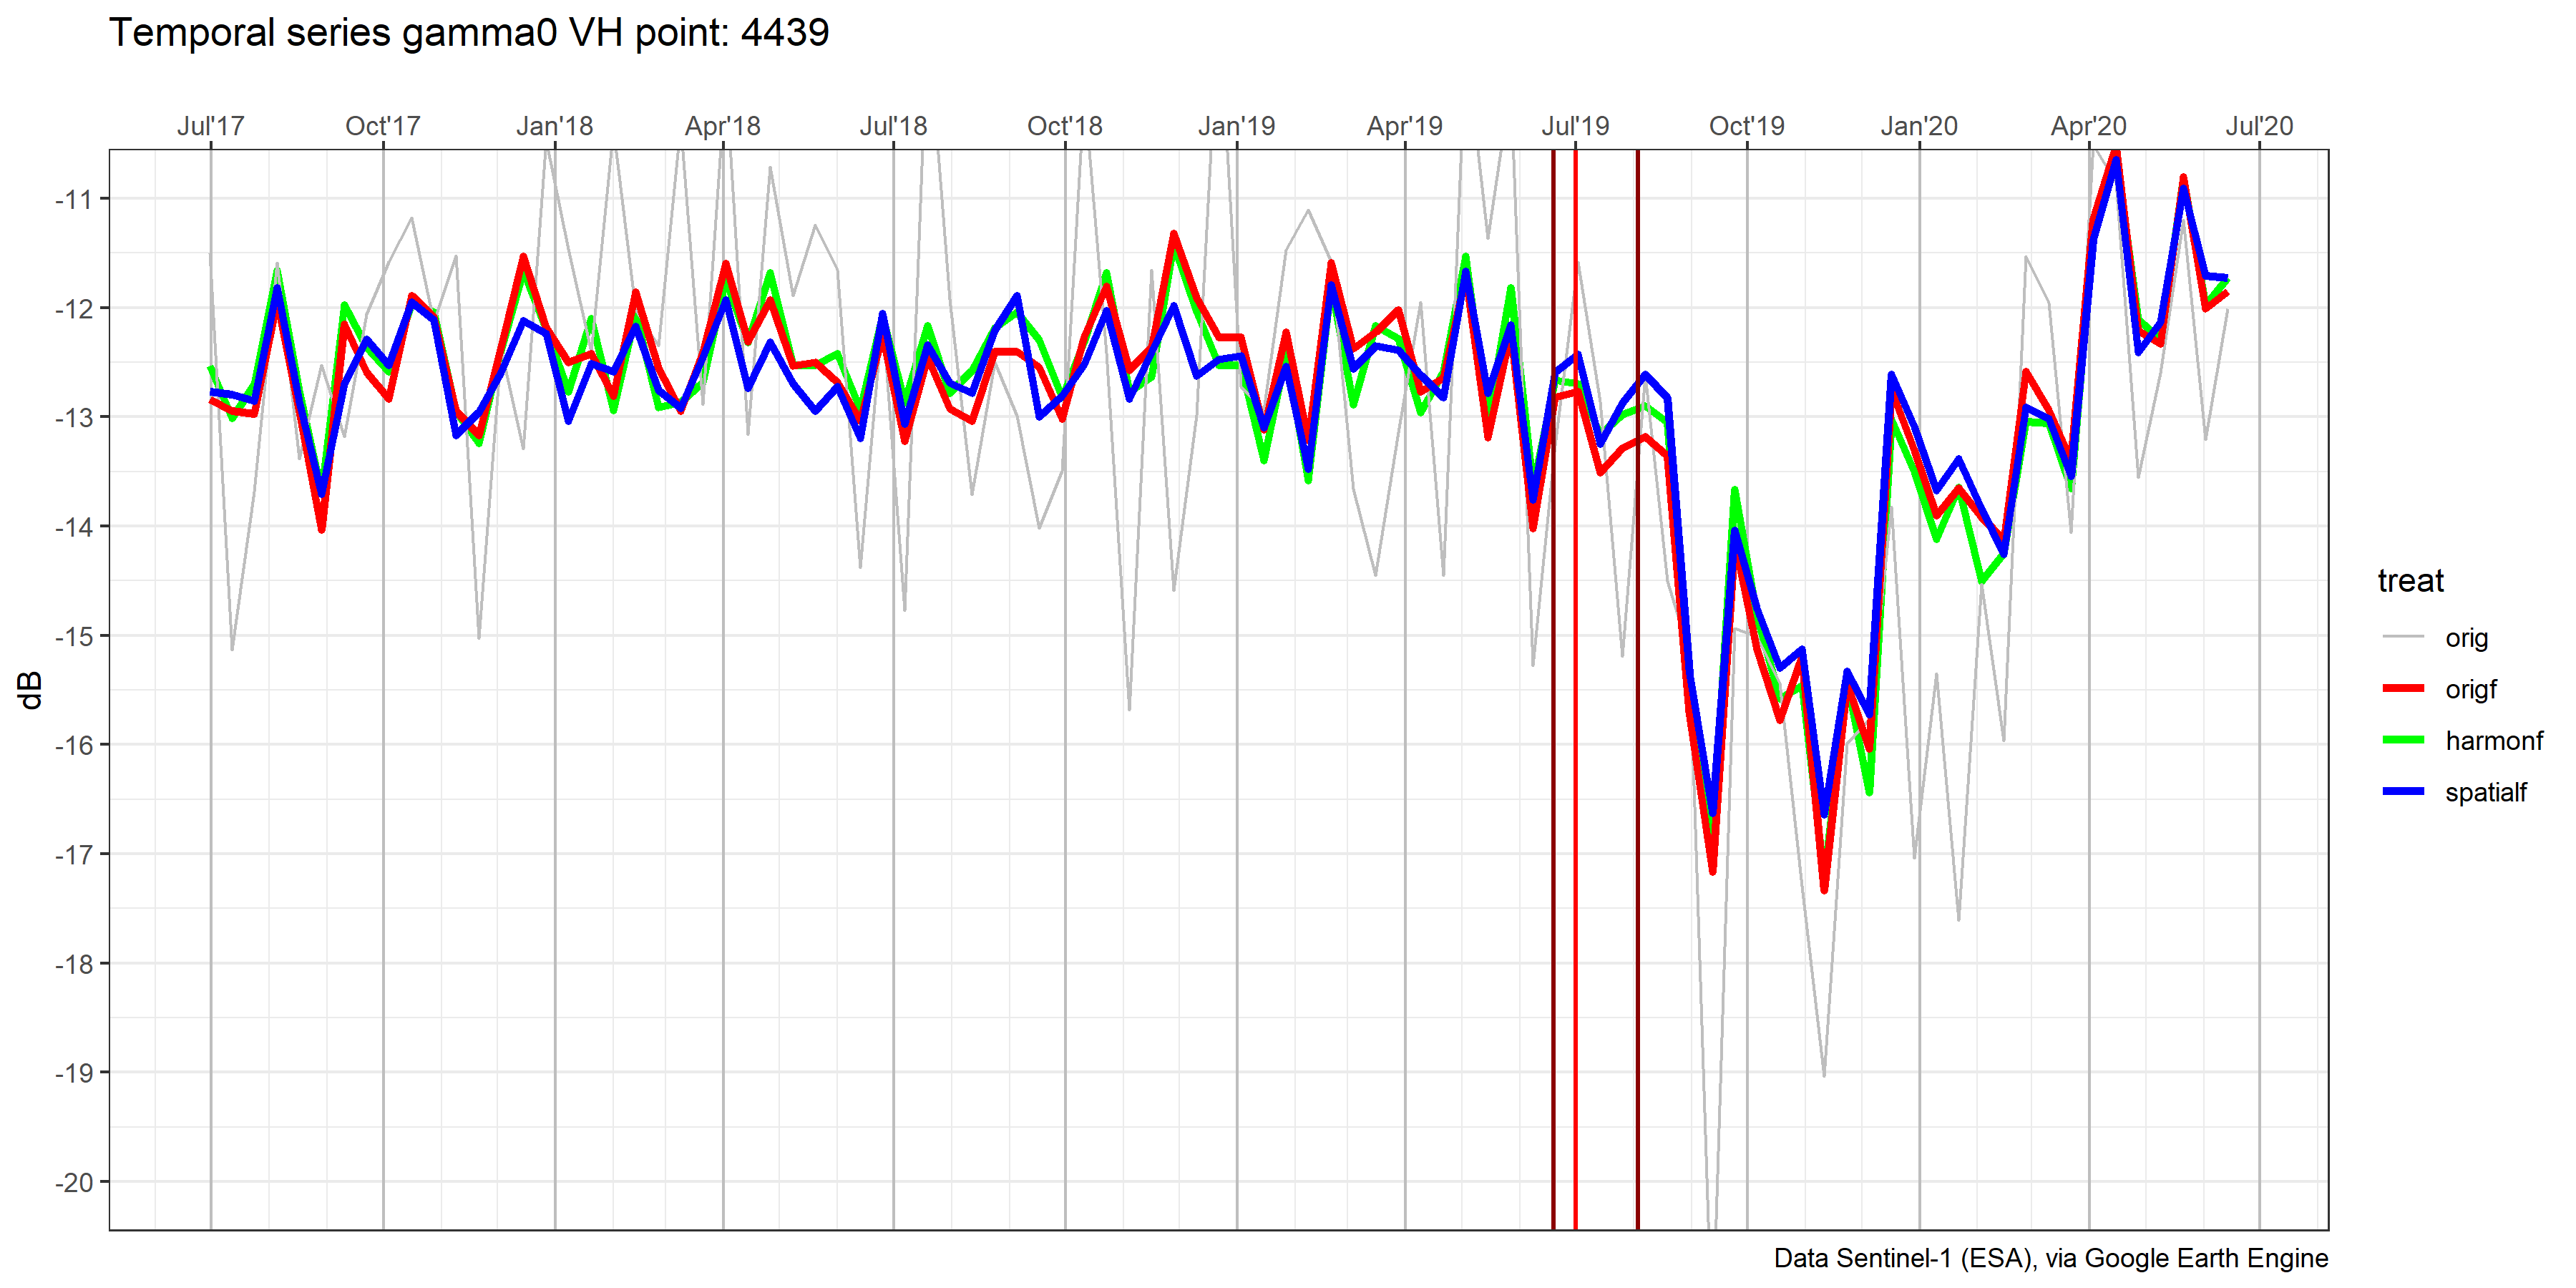 Temporal series gamma0 VH point: 4439
Jul'17 Oct'17 Jan'18 Apr'18 Jul'18 Oct'18 Jan'19 Apr'19 Jul'19 Oct'19 Jan'20 Apr'20 Jul'20
-11
-12
-13
-14
-15
-16
-17
-18
-19
-20
dB
treat
orig
origf
harmonf
spatialf
Data Sentinel-1 (ESA), via Google Earth Engine